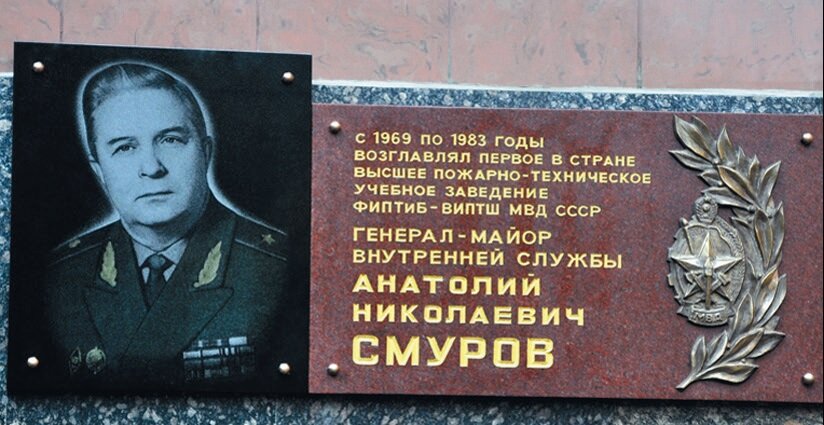 С 1969 ПО 1983 ГОДЫ
ВОЗГЛАВЛЯЛ ПЕРВОЕ В СТРАНЕ
ВЫСШЕЕ ПОЖАРНО-ТЕХНИЧЕСКОЕ
УЧЕБНОЕ ЗАВЕДЕНИЕ
ФИПТИБ-ВИПТШ МВД СССР
ГЕНЕРАЛ-МАЙОР
ВНУТРЕННЕЙ СЛУЖБЫ
АНАТОЛИЙ
НИКОЛАЕВИЧ
СМУРОВ
МВД